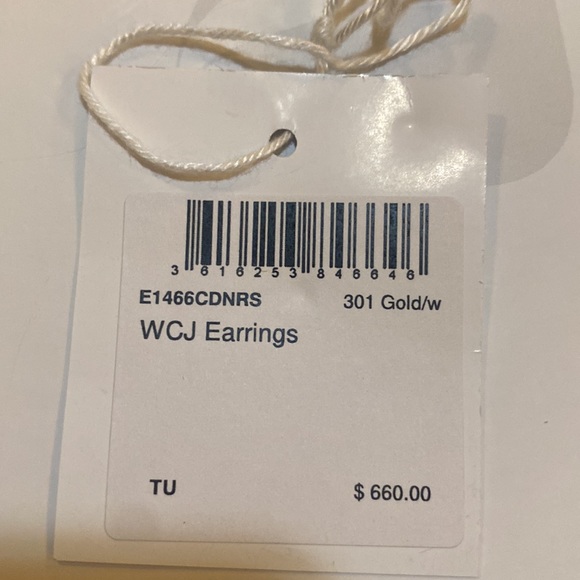 3 616253 846646
E1466CDNRS 301 Gold/w
WCJ Earrings
TU $ 660.00